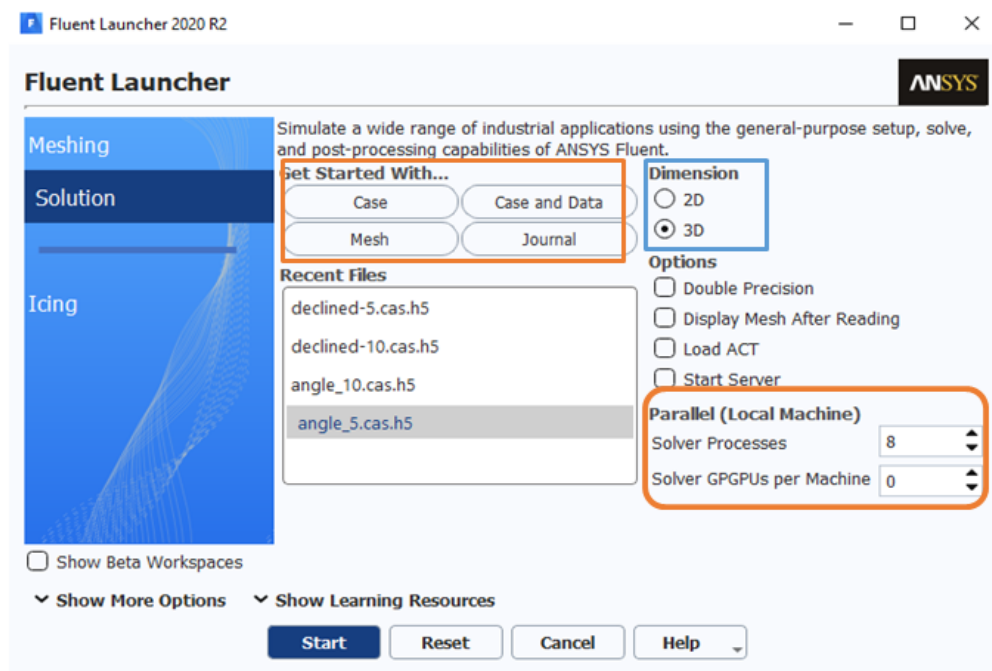 Fluent Launcher 2020 R2
Fluent Launcher
ANSYS
Meshing
Solution
Icing
Simulate a wide range of industrial applications using the general-purpose setup, solve,
and post-processing capabilities of ANSYS Fluent.
Get Started With...
Case
Case and Data
Mesh
Journal
Recent Files
declined-5.cas.h5
declined-10.cas.h5
angle_10.cas.h5
angle_5.cas.h5
Dimension
2D
3D
Options
Double Precision
Display Mesh After Reading
Load ACT
Start Server
Parallel (Local Machine)
Solver Processes 8
Solver GPGPUs per Machine 0
Show Beta Workspaces
Show More Options
Show Learning Resources
Start
Reset
Cancel
Help